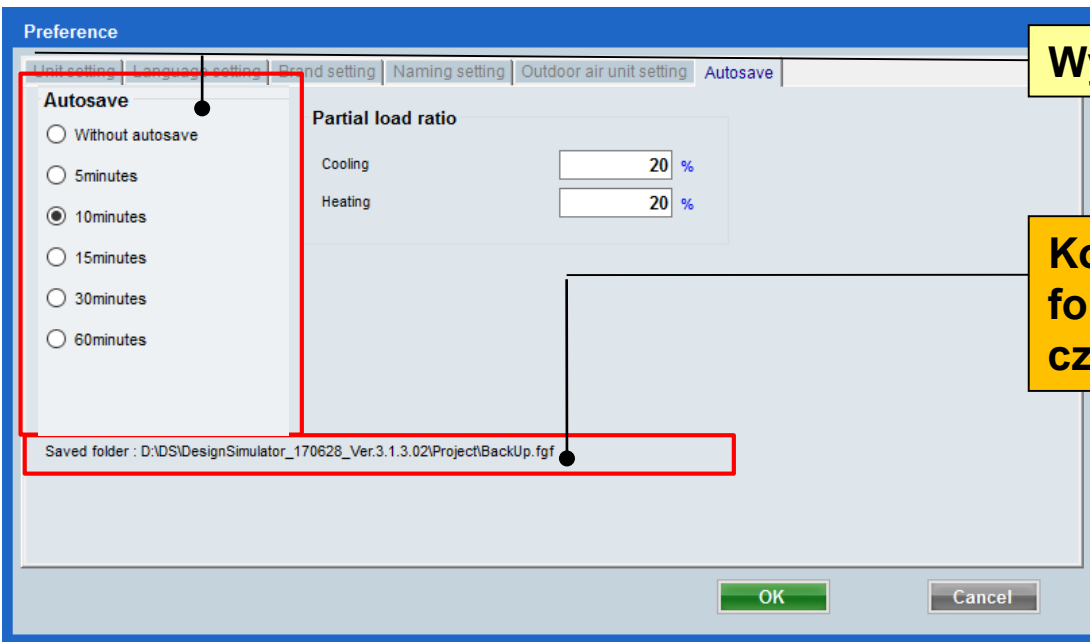 Preference
Unit setting Language setting Brand setting Naming setting Outdoor air unit setting Autosave
Autosave
Without autosave
5minutes
10minutes
15minutes
30minutes
60minutes
Partial load ratio
Cooling 20 %
Heating 20 %
Saved folder : D:\DS\DesignSimulator_170628_Ver.3.1.3.02\Project\BackUp.fgf
OK Cancel